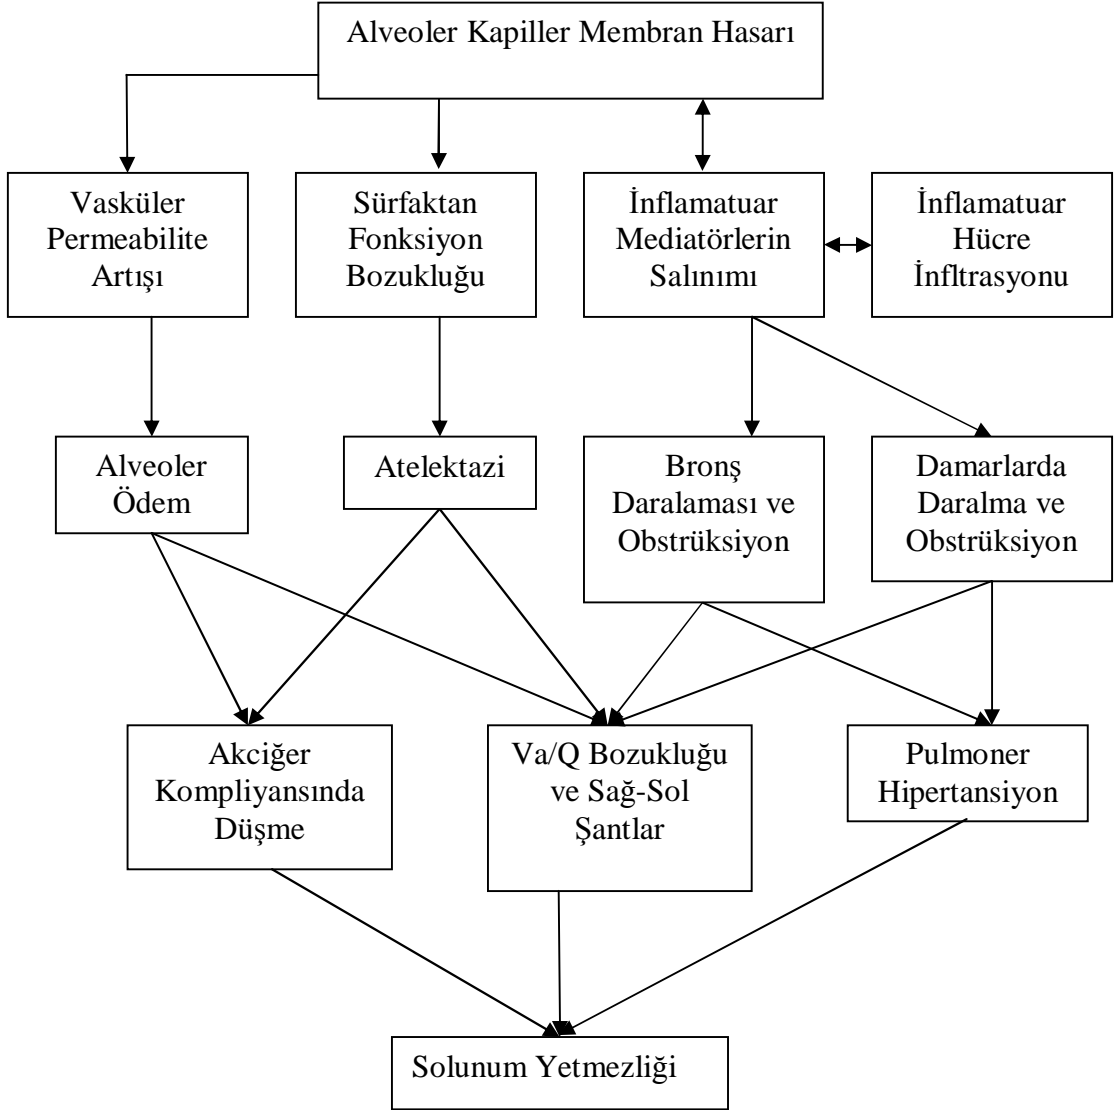 Alveoler Kapiller Membran Hasarı
Vasküler
Permeabilite
Artışı
Sürfaktan
Fonksiyon
Bozukluğu
İnflamatuar
Mediatörlerin
Salınımı
İnflamatuar
Hücre
İnfltrasyonu
Alveoler
Ödem
Atelektazi
Bronş
Daralaması ve
Obstrüksiyon
Damarlarda
Daralma ve
Obstrüksiyon
Akciğer
Kompliyansında
Düşme
Va/Q Bozukluğu
ve Sağ-Sol
Şantlar
Pulmoner
Hipertansiyon
Solunum Yetmezliği